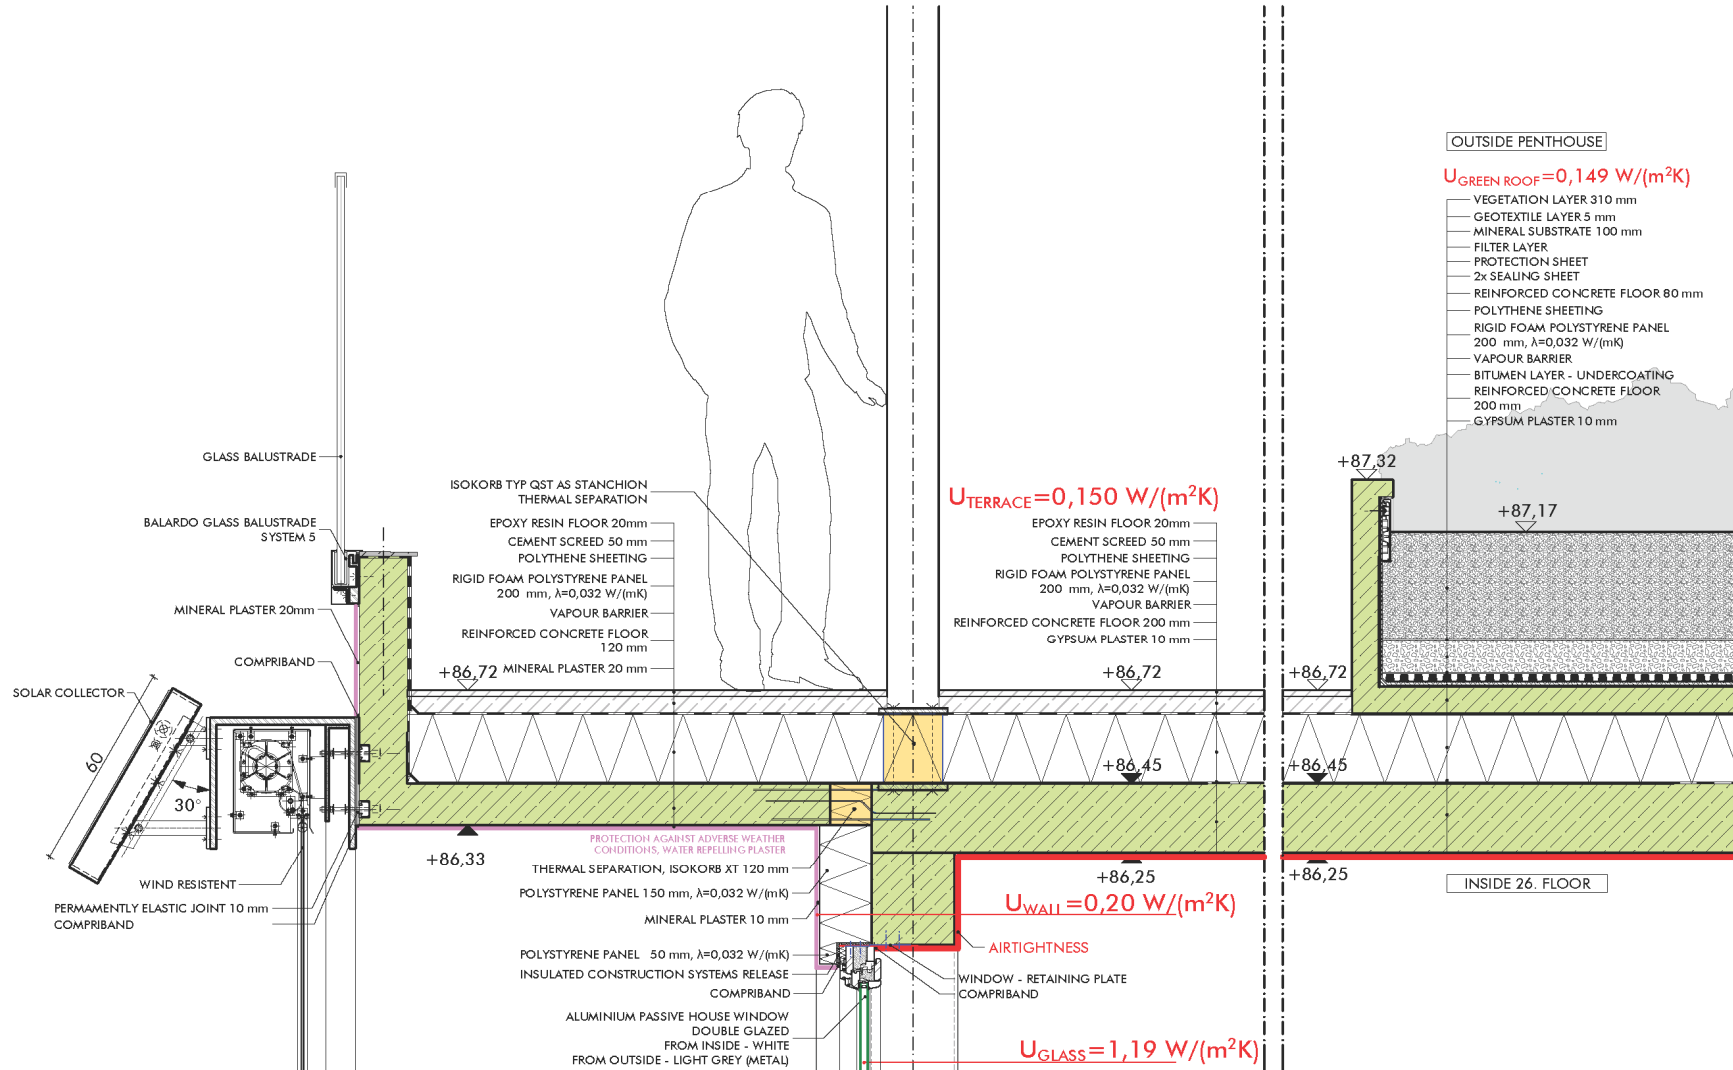 OUTSIDE PENTHOUSE
UGREEN ROOF=0,149 W/(m²K)
VEGETATION LAYER 310 mm
GEOTEXTILE LAYER 5 mm
MINERAL SUBSTRATE 100 mm
FILTER LAYER
PROTECTION SHEET
2x SEALING SHEET
REINFORCED CONCRETE FLOOR 80 mm
POLYTHENE SHEETING
RIGID FOAM POLYSTYRENE PANEL
200 mm, λ=0,032 W/(mK)
VAPOUR BARRIER
BITUMEN LAYER - UNDERCOATING
REINFORCED CONCRETE FLOOR
200 mm
GYPSUM PLASTER 10 mm
+87,32
+87,17
GLASS BALUSTRADE
BALARDO GLASS BALUSTRADE
SYSTEM 5
MINERAL PLASTER 20mm
COMPRIBAND
SOLAR COLLECTOR
60
30°
WIND RESISTENT
PERMAMENTLY ELASTIC JOINT 10 mm
COMPRIBAND
ISOKORB TYP QST AS STANCHION
THERMAL SEPARATION
EPOXY RESIN FLOOR 20mm
CEMENT SCREED 50 mm
POLYTHENE SHEETING
RIGID FOAM POLYSTYRENE PANEL
200 mm, λ=0,032 W/(mK)
VAPOUR BARRIER
REINFORCED CONCRETE FLOOR
120 mm
MINERAL PLASTER 20 mm
+86,72
UTERRACE=0,150 W/(m²K)
EPOXY RESIN FLOOR 20mm
CEMENT SCREED 50 mm
POLYTHENE SHEETING
RIGID FOAM POLYSTYRENE PANEL
200 mm, λ=0,032 W/(mK)
VAPOUR BARRIER
REINFORCED CONCRETE FLOOR 200 mm
GYPSUM PLASTER 10 mm
+86,72
+86,72
+86,45
+86,45
+86,33
PROTECTION AGAINST ADVERSE WEATHER
CONDITIONS, WATER REPELLING PLASTER
THERMAL SEPARATION, ISOKORB XT 120 mm
POLYSTYRENE PANEL 150 mm, λ=0,032 W/(mK)
MINERAL PLASTER 10 mm
POLYSTYRENE PANEL 50 mm, λ=0,032 W/(mK)
INSULATED CONSTRUCTION SYSTEMS RELEASE
COMPRIBAND
ALUMINIUM PASSIVE HOUSE WINDOW
DOUBLE GLAZED
FROM INSIDE - WHITE
FROM OUTSIDE - LIGHT GREY (METAL)
+86,25
+86,25
INSIDE 26. FLOOR
UWALL=0,20 W/(m²K)
AIRTIGHTNESS
WINDOW - RETAINING PLATE
COMPRIBAND
UGLASS=1,19 W/(m²K)